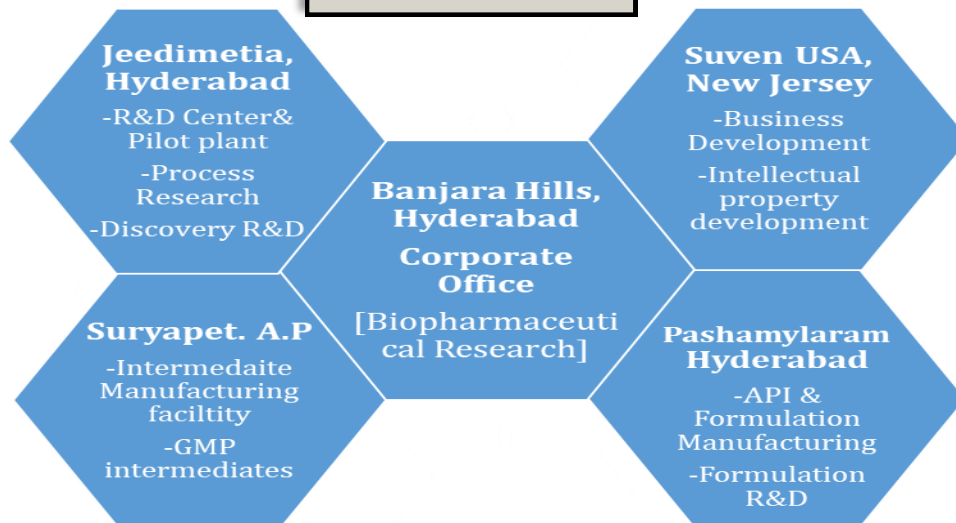 Jeedimetia,
Hyderabad
-R&D Center&
Pilot plant
-Process
Research
-Discovery R&D
Suven USA,
New Jersey
-Business
Development
-Intellectual
property
development
Banjara Hills,
Hyderabad
Corporate
Office
[Biopharmaceuti
cal Research]
Suryapet. A.P
-Intermedaite
Manufacturing
faciltity
-GMP
intermediates
Pashamylaram
Hyderabad
-API &
Formulation
Manufacturing
-Formulation
R&D